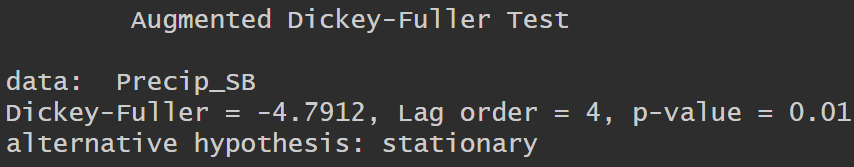 Augmented Dickey-Fuller Test
data:  Precip_SB
Dickey-Fuller = -4.7912, Lag order = 4, p-value = 0.01
alternative hypothesis: stationary